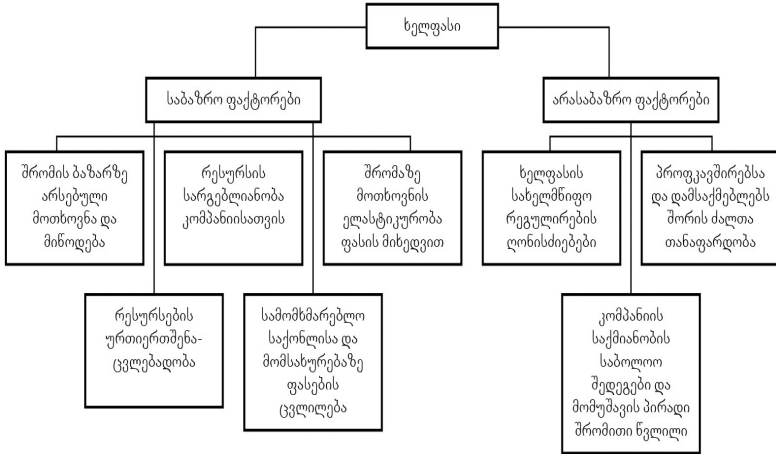 ხელფასი
საბაზრო ფაქტორები
არასაბაზრო ფაქტორები
შრომის ბაზარზე
არსებული
მოთხოვნა და
მიწოდება
რესურსის
სარგებლიანობა
კომპანიისათვის
შრომაზე
მოთხოვნის
ელასტიკურობა
ფასის მიხედვით
ხელფასის
სახელმწიფო
რეგულირების
ღონისძიებები
პროფკავშირებსა
და დამსაქმებლებს
შორის ძალთა
თანაფარდობა
რესურსების
ურთიერთშენა-
ცვლებადობა
სამომხმარებლო
საქონლისა და
მომსახურებაზე
ფასების
ცვლილება
კომპანიის
საქმიანობის
საბოლოო
შედეგები და
მომუშავის პირადი
შრომითი წვლილი